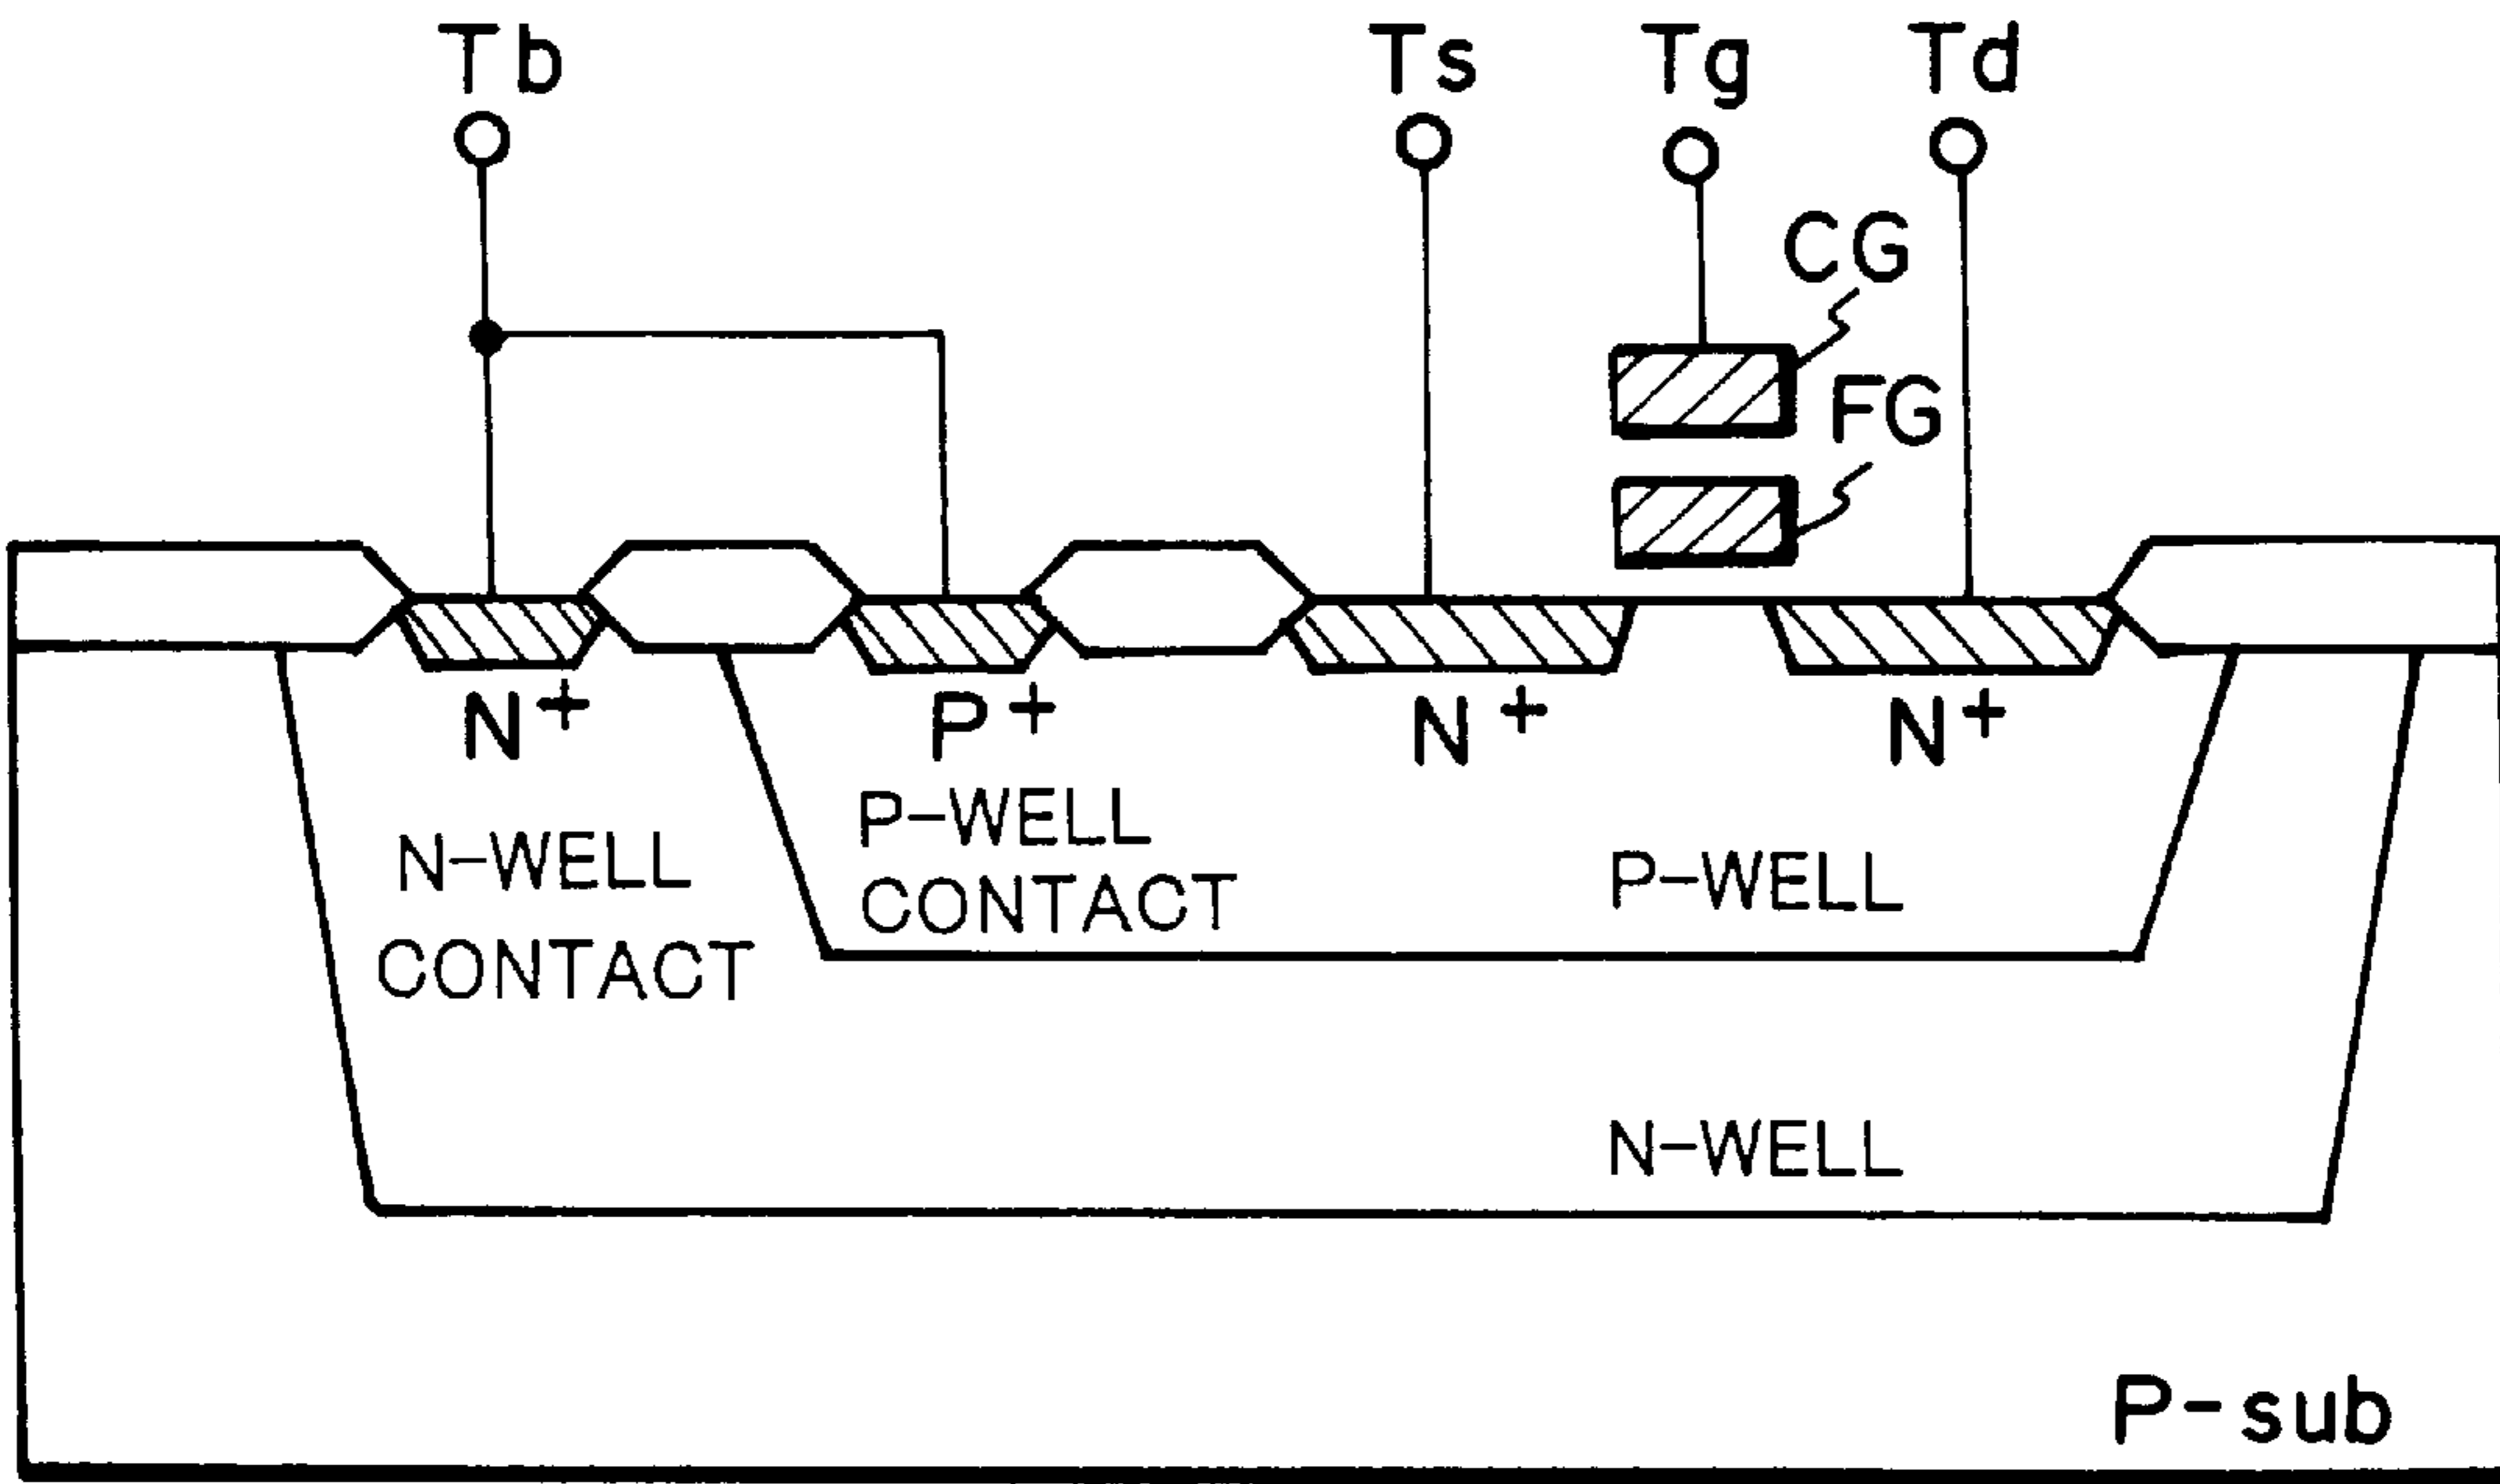 Tb Ts Tg Td
CG
FG
N+ P+ N+ N+
P-WELL
CONTACT
N-WELL
CONTACT
P-WELL
N-WELL
P-sub